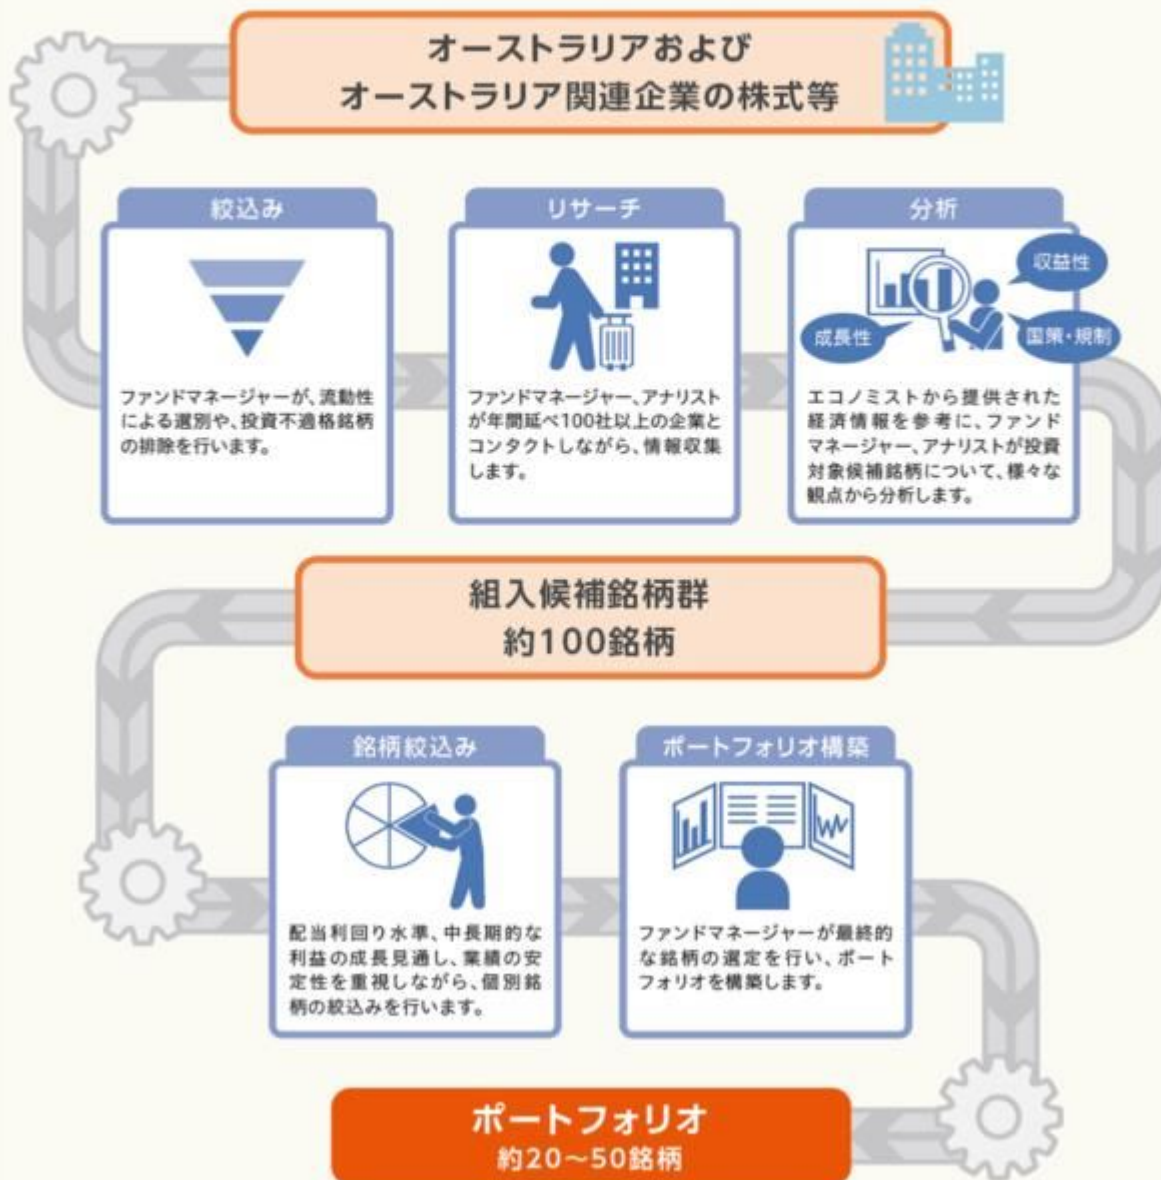 オーストラリアおよび
オーストラリア関連企業の株式等
絞込み
ファンドマネージャーが、流動性
による選別や、投資不適格銘柄
の排除を行います。
リサーチ
ファンドマネージャー、アナリスト
が年間延べ100社以上の企業と
コンタクトしながら、情報収集
します。
分析
収益性
成長性
国策・規制
エコノミストから提供された
経済情報を参考に、ファンド
マネージャー、アナリストが投資
対象候補銘柄について、様々な
観点から分析します。
組入候補銘柄群
約100銘柄
銘柄絞込み
配当利回り水準、中長期的な
利益の成長見通し、業績の安
定性を重視しながら、個別銘
柄の絞込みを行います。
ポートフォリオ構築
ファンドマネージャーが最終的
な銘柄の選定を行い、ポート
フォリオを構築します。
ポートフォリオ
約20～50銘柄